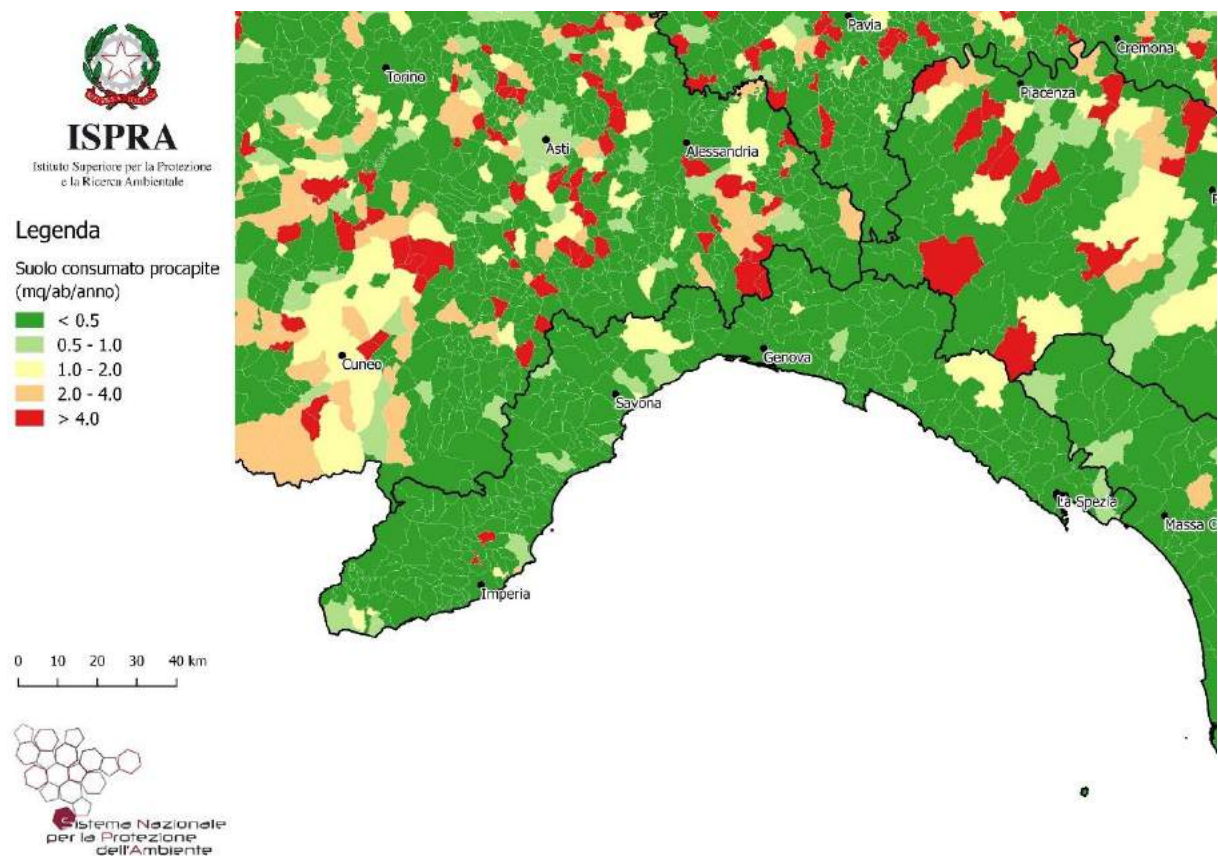 ISPRA
Istituto Superiore per la Protezione
e la Ricerca Ambientale
Legenda
Suolo consumato procapite
(mq/ab/anno)
< 0.5
0.5 - 1.0
1.0 - 2.0
2.0 - 4.0
> 4.0
0 10 20 30 40 km
Sistema Nazionale
per la Protezione
dell'Ambiente
Pavia
Cremona
Torino
Piacenza
Asti
Alessandria
Cuneo
Genova
Savona
La Spezia
Massa C
Imperia